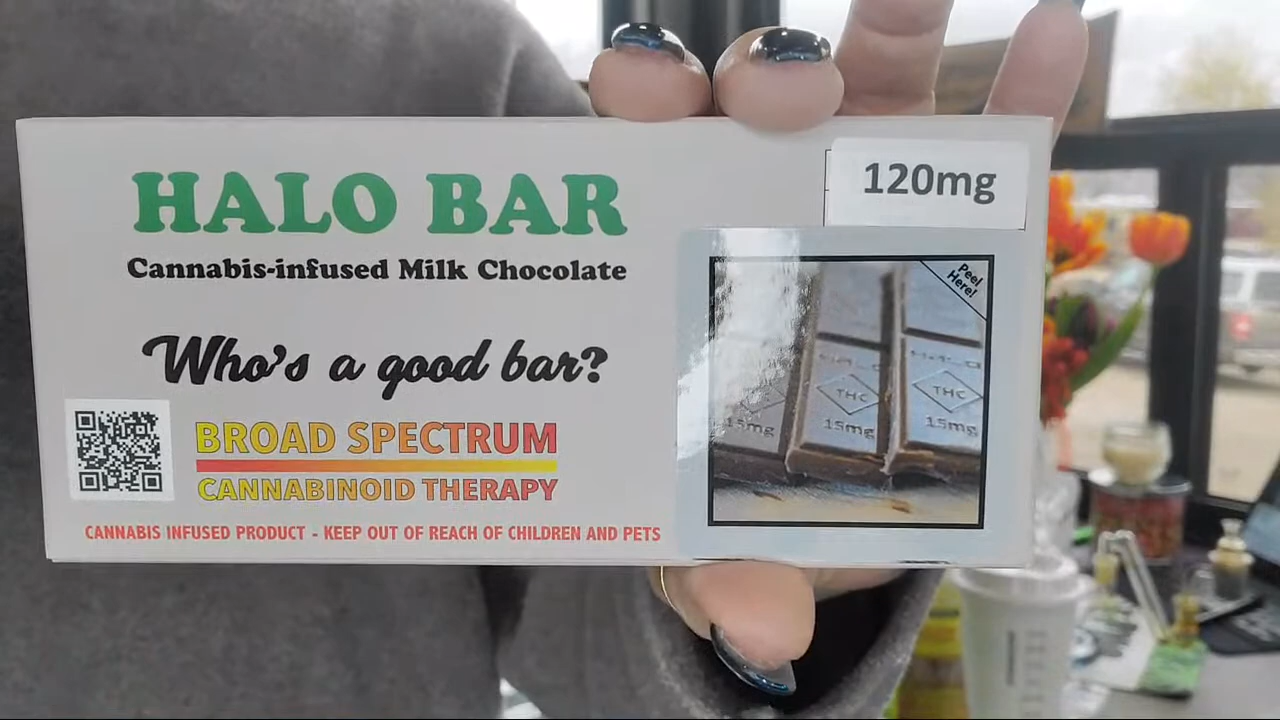 HALO BAR
Cannabis-infused Milk Chocolate
120mg
Who's a good bar?
BROAD SPECTRUM
CANNABINOID THERAPY
CANNABIS INFUSED PRODUCT - KEEP OUT OF REACH OF CHILDREN AND PETS
Peel
Here!
HALO
THC
THC
15mg
15mg
15mg